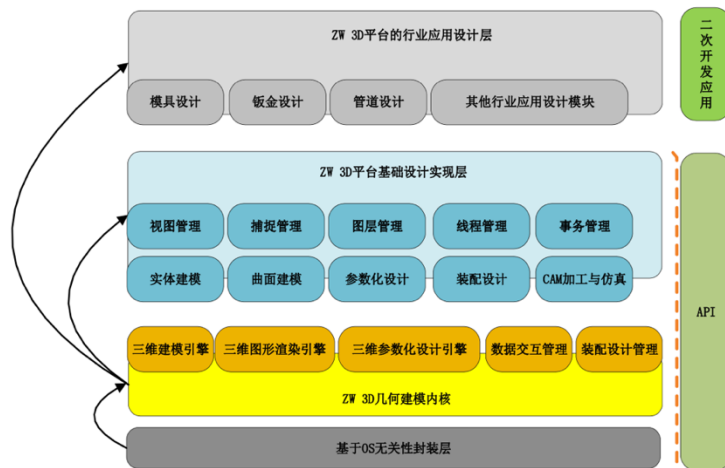 ZW 3D平台的行业应用设计层
模具设计
钣金设计
管道设计
其他行业应用设计模块
二次开发应用
ZW 3D平台基础设计实现层
视图管理
捕捉管理
图层管理
线程管理
事务管理
实体建模
曲面建模
参数化设计
装配设计
CAM加工与仿真
API
三维建模引擎
三维图形渲染引擎
三维参数化设计引擎
数据交互管理
装配设计管理
ZW 3D几何建模内核
基于OS无关性封装层